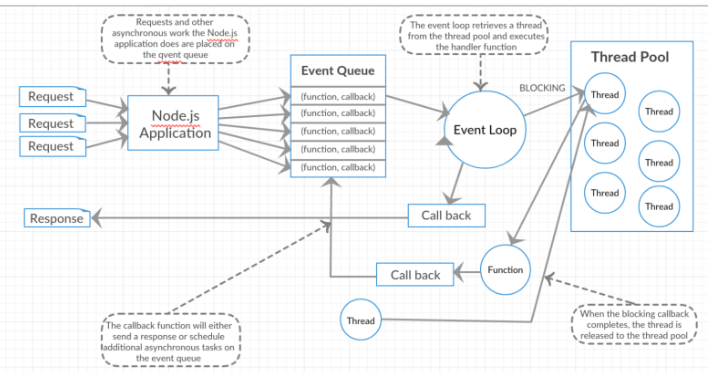 Requests and other
asynchronous work the Node.js
application does are placed on
the qvent queue
The event loop retrieves a thread
from the thread pool and executes
the handler function
Thread Pool
Event Queue
BLOCKING
Request
Request
Request
Node.js
Application
(function, callback)
(function, callback)
(function, callback)
(function, callback)
(function, callback)
Event Loop
Thread
Thread
Thread
Thread
Thread
Thread
Response
Call back
Call back
Function
Thread
The callback function will either
send a response or schedule
additional asynchronous tasks on
the event queue
When the blocking callback
completes, the thread is
released to the thread pool